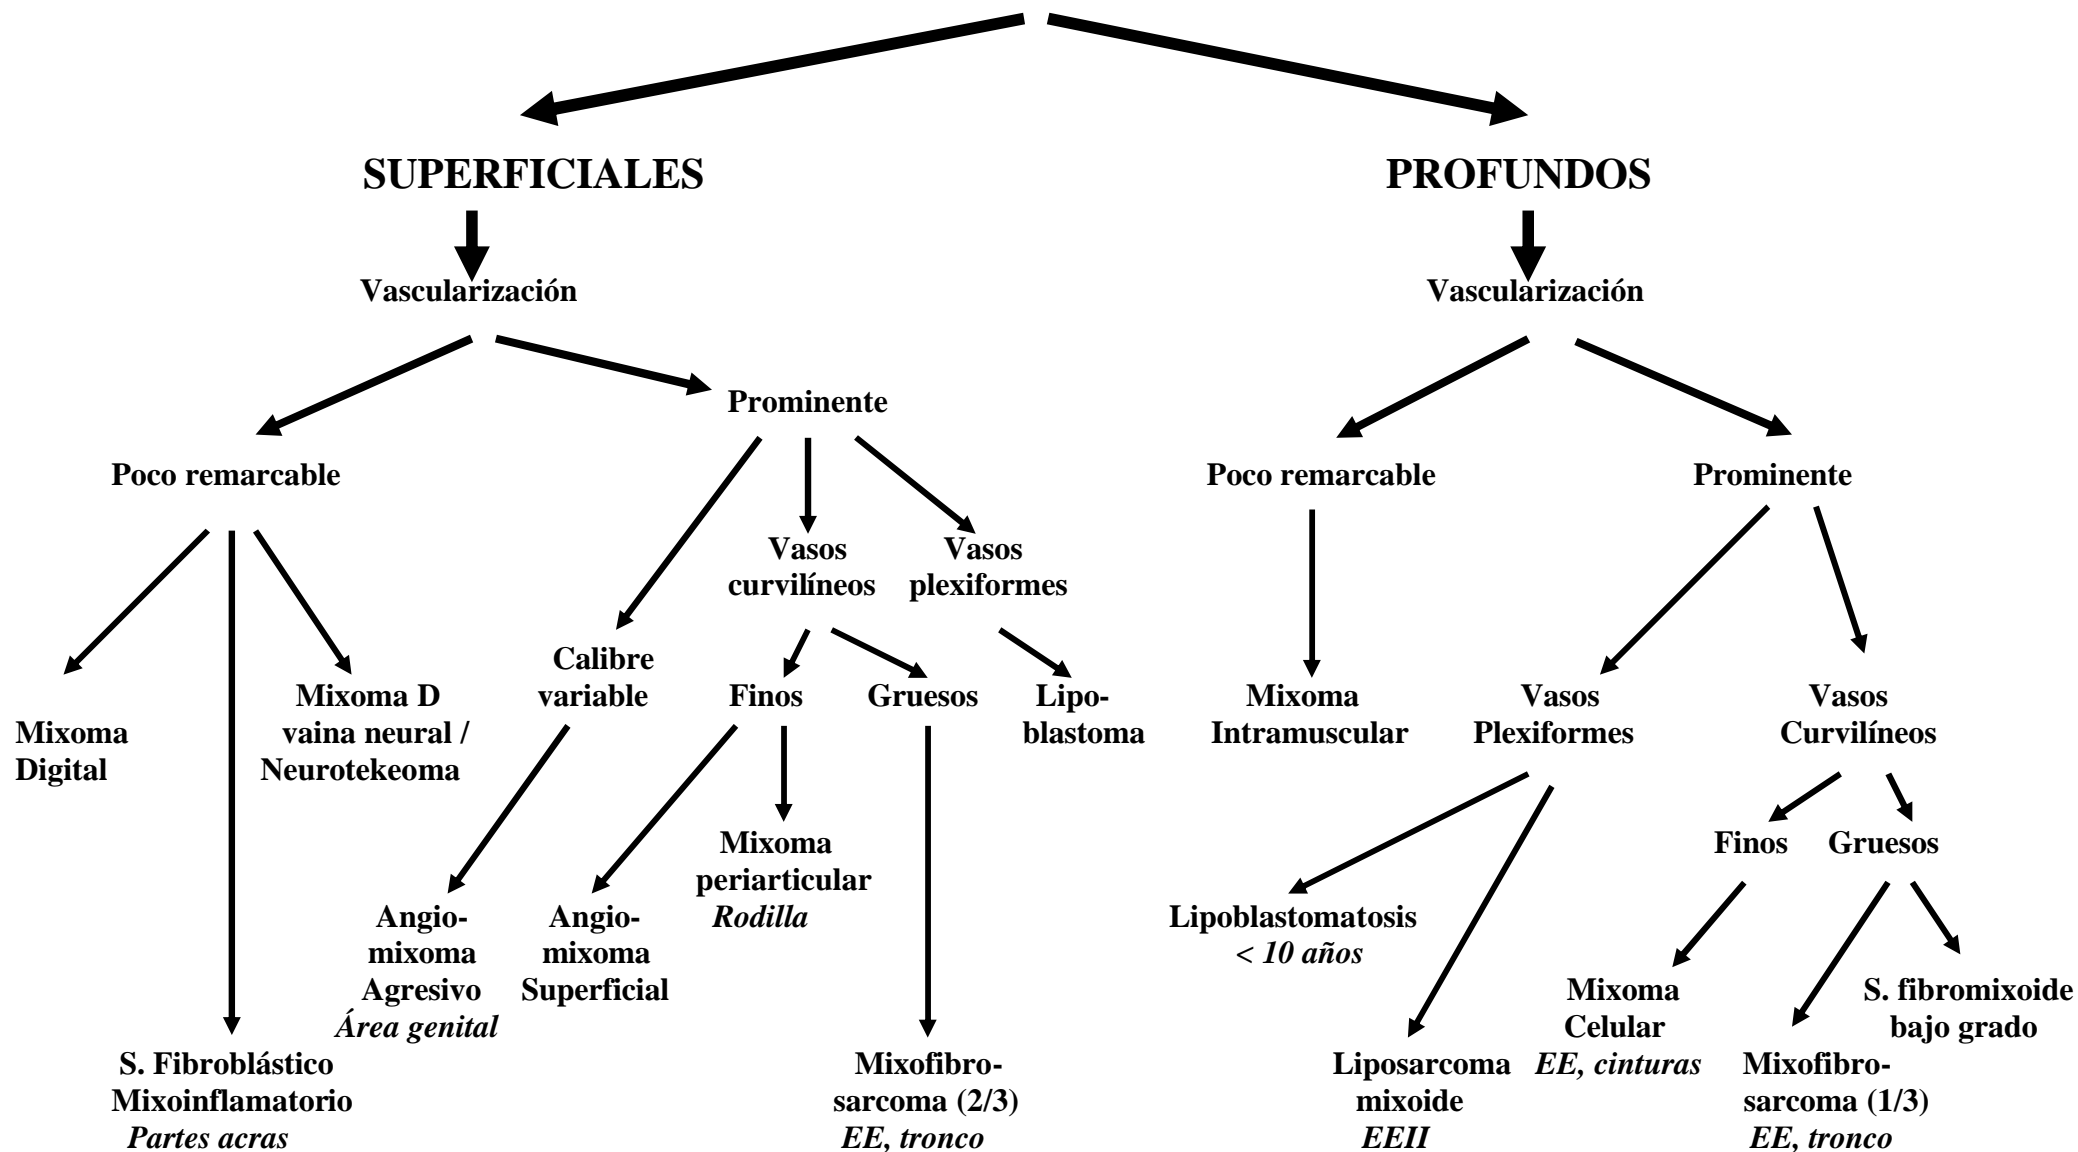 SUPERFICIALES
PROFUNDOS
Vascularización
Vascularización
Prominente
Poco remarcable
Poco remarcable
Prominente
Vasos
curvilíneos
Vasos
plexiformes
Calibre
variable
Finos
Gruesos
Lipo-
blastoma
Mixoma
Digital
Mixoma D
vaina neural /
Neurotekeoma
Mixoma
Intramuscular
Vasos
Plexiformes
Vasos
Curvilíneos
Mixoma
periarticular
Rodilla
Finos
Gruesos
Angio-
mixoma
Agresivo
Área genital
Angio-
mixoma
Superficial
Lipoblastomatosis
< 10 años
Mixoma
Celular
EE, cinturas
S. fibromixoide
bajo grado
S. Fibroblástico
Mixoinflamatorio
Partes acras
Mixofibro-
sarcoma (2/3)
EE, tronco
Liposarcoma
mixoide
EEII
Mixofibro-
sarcoma (1/3)
EE, tronco